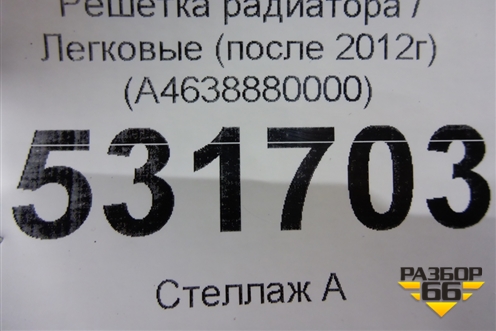 Решетка радиатора /
Легковые (после 2012г)
(A4638880000)
531703
Стеллаж А
РАЗБОР
66